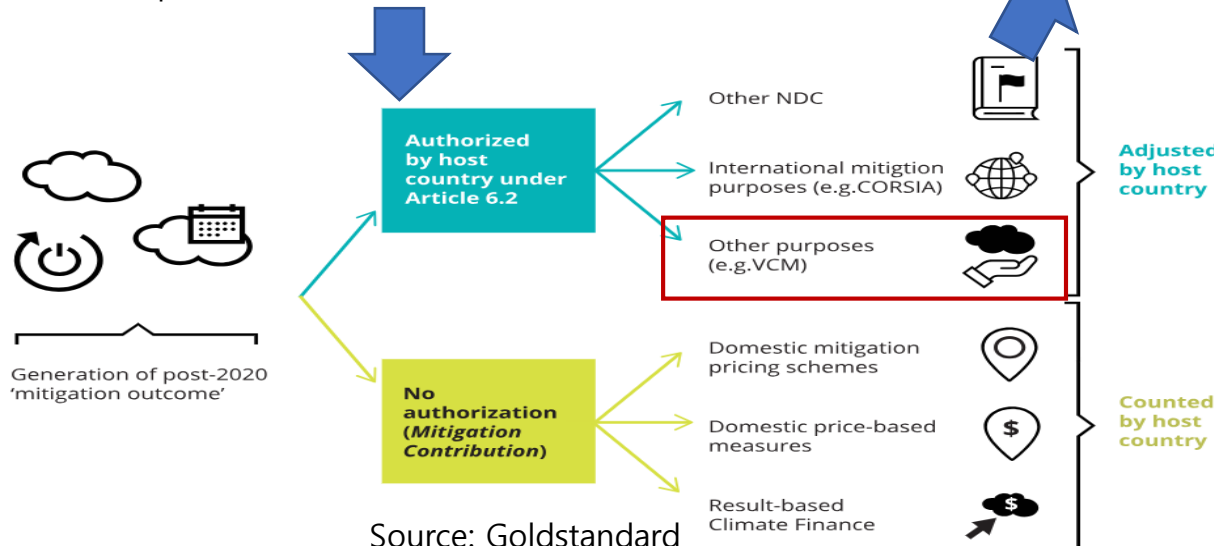 Generation of post-2020
'mitigation outcome'
Authorized
by host
country under
Article 6.2
Other NDC
International mitigtion
purposes (e.g.CORSIA)
Other purposes
(e.g.VCM)
Adjusted
by host
country
No
authorization
(Mitigation
Contribution)
Domestic mitigation
pricing schemes
$
Domestic price-based
measures
$
Result-based
Climate Finance
Counted
by host
country
Source: Goldstandard